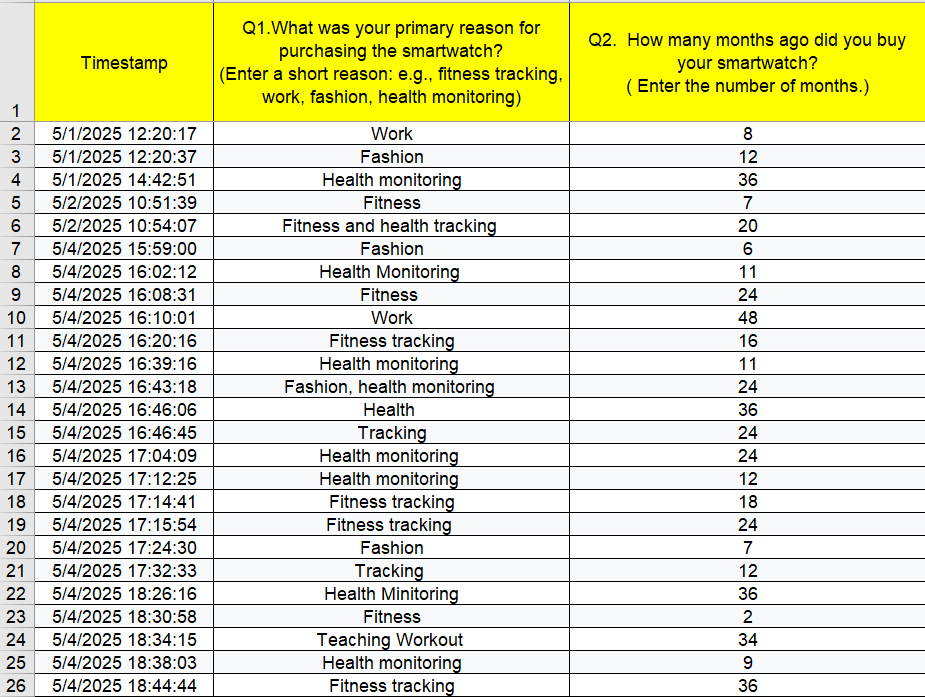 Timestamp
Q1.What was your primary reason for
purchasing the smartwatch?
(Enter a short reason: e.g., fitness tracking,
work, fashion, health monitoring)
Q2.  How many months ago did you buy
your smartwatch?
( Enter the number of months.)
1
2 5/1/2025 12:20:17 Work 8
3 5/1/2025 12:20:37 Fashion 12
4 5/1/2025 14:42:51 Health monitoring 36
5 5/2/2025 10:51:39 Fitness 7
6 5/2/2025 10:54:07 Fitness and health tracking 20
7 5/4/2025 15:59:00 Fashion 6
8 5/4/2025 16:02:12 Health Monitoring 11
9 5/4/2025 16:08:31 Fitness 24
10 5/4/2025 16:10:01 Work 48
11 5/4/2025 16:20:16 Fitness tracking 16
12 5/4/2025 16:39:16 Health monitoring 11
13 5/4/2025 16:43:18 Fashion, health monitoring 24
14 5/4/2025 16:46:06 Health 36
15 5/4/2025 16:46:45 Tracking 24
16 5/4/2025 17:04:09 Health monitoring 24
17 5/4/2025 17:12:25 Health monitoring 12
18 5/4/2025 17:14:41 Fitness tracking 18
19 5/4/2025 17:15:54 Fitness tracking 24
20 5/4/2025 17:24:30 Fashion 7
21 5/4/2025 17:32:33 Tracking 12
22 5/4/2025 18:26:16 Health Minitoring 36
23 5/4/2025 18:30:58 Fitness 2
24 5/4/2025 18:34:15 Teaching Workout 34
25 5/4/2025 18:38:03 Health monitoring 9
26 5/4/2025 18:44:44 Fitness tracking 36